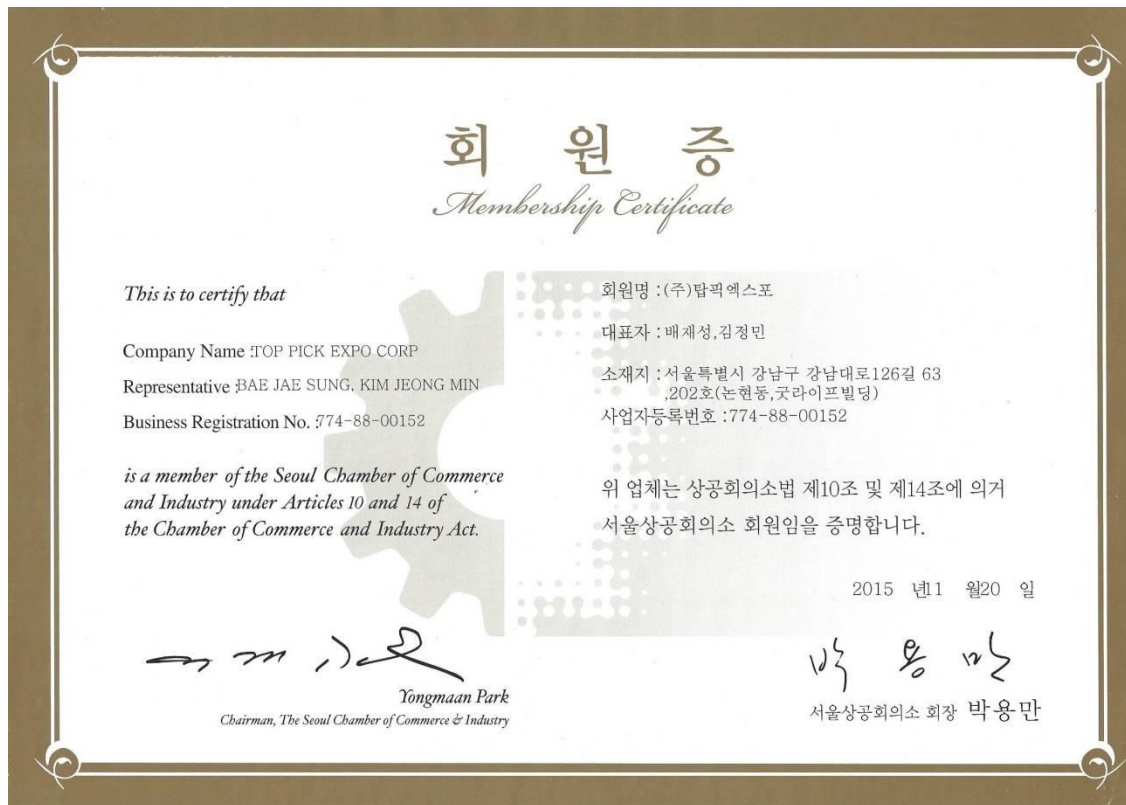 회 원 증
Membership Certificate
This is to certify that
Company Name :TOP PICK EXPO CORP
Representative :BAE JAE SUNG, KIM JEONG MIN
Business Registration No. :774-88-00152
is a member of the Seoul Chamber of Commerce
and Industry under Articles 10 and 14 of
the Chamber of Commerce and Industry Act.
Yongmaan Park
Chairman, The Seoul Chamber of Commerce & Industry
회원명 :(주)탑픽엑스포
대표자 :배재성,김정민
소재지 :서울특별시 강남구 강남대로126길 63
,202호(논현동,굿라이프빌딩)
사업자등록번호 :774-88-00152
위 업체는 상공회의소법 제10조 및 제14조에 의거
서울상공회의소 회원임을 증명합니다.
2015 년11 월20 일
박 용 만
서울상공회의소 회장 박용만